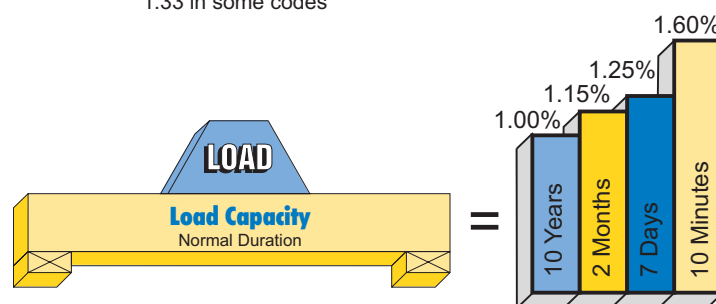 1.33 in some codes
LOAD
Load Capacity
Normal Duration
=
1.00%
1.15%
1.25%
1.60%
10 Years
2 Months
7 Days
10 Minutes